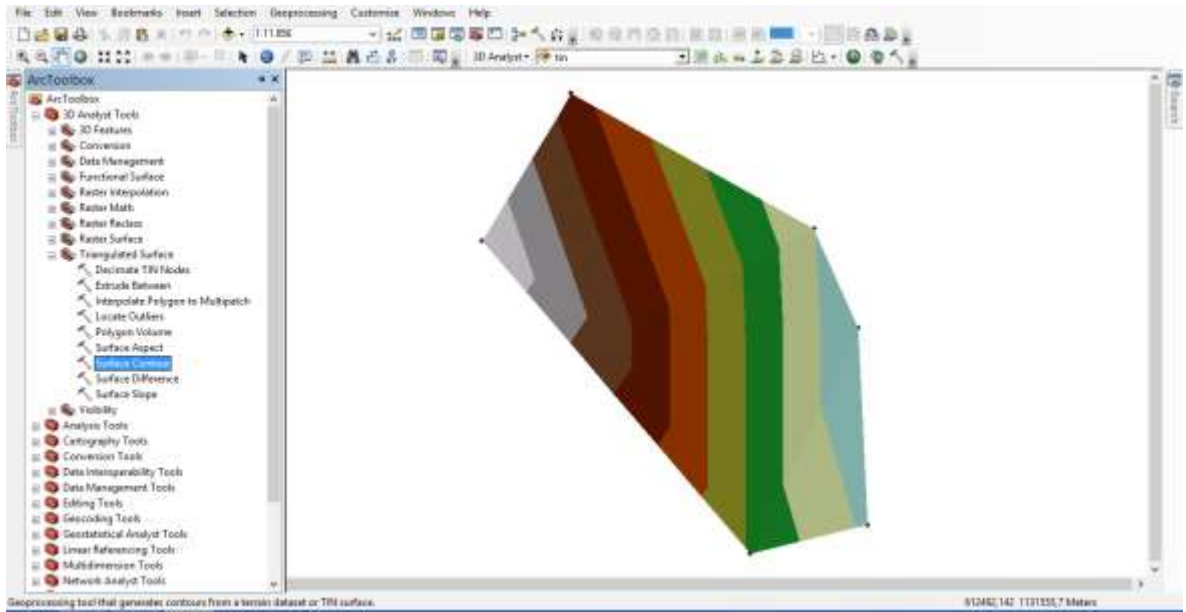 File Edit View Bookmarks Insert Selection Geoprocessing Customize Windows Help
1:11.856
3D Analyst tin
ArcToolbox
ArcToolbox
Search
ArcToolbox
3D Analyst Tools
3D Features
Conversion
Data Management
Functional Surface
Raster Interpolation
Raster Math
Raster Reclass
Raster Surface
Triangulated Surface
Decimate TIN Nodes
Extrude Between
Interpolate Polygon to Multipatch
Locate Outliers
Polygon Volume
Surface Aspect
Surface Contour
Surface Difference
Surface Slope
Visibility
Analysis Tools
Cartography Tools
Conversion Tools
Data Interoperability Tools
Data Management Tools
Editing Tools
Geocoding Tools
Geostatistical Analyst Tools
Linear Referencing Tools
Multidimension Tools
Network Analyst Tools
Geoprocessing tool that generates contours from a terrain dataset or TIN surface.
Meters